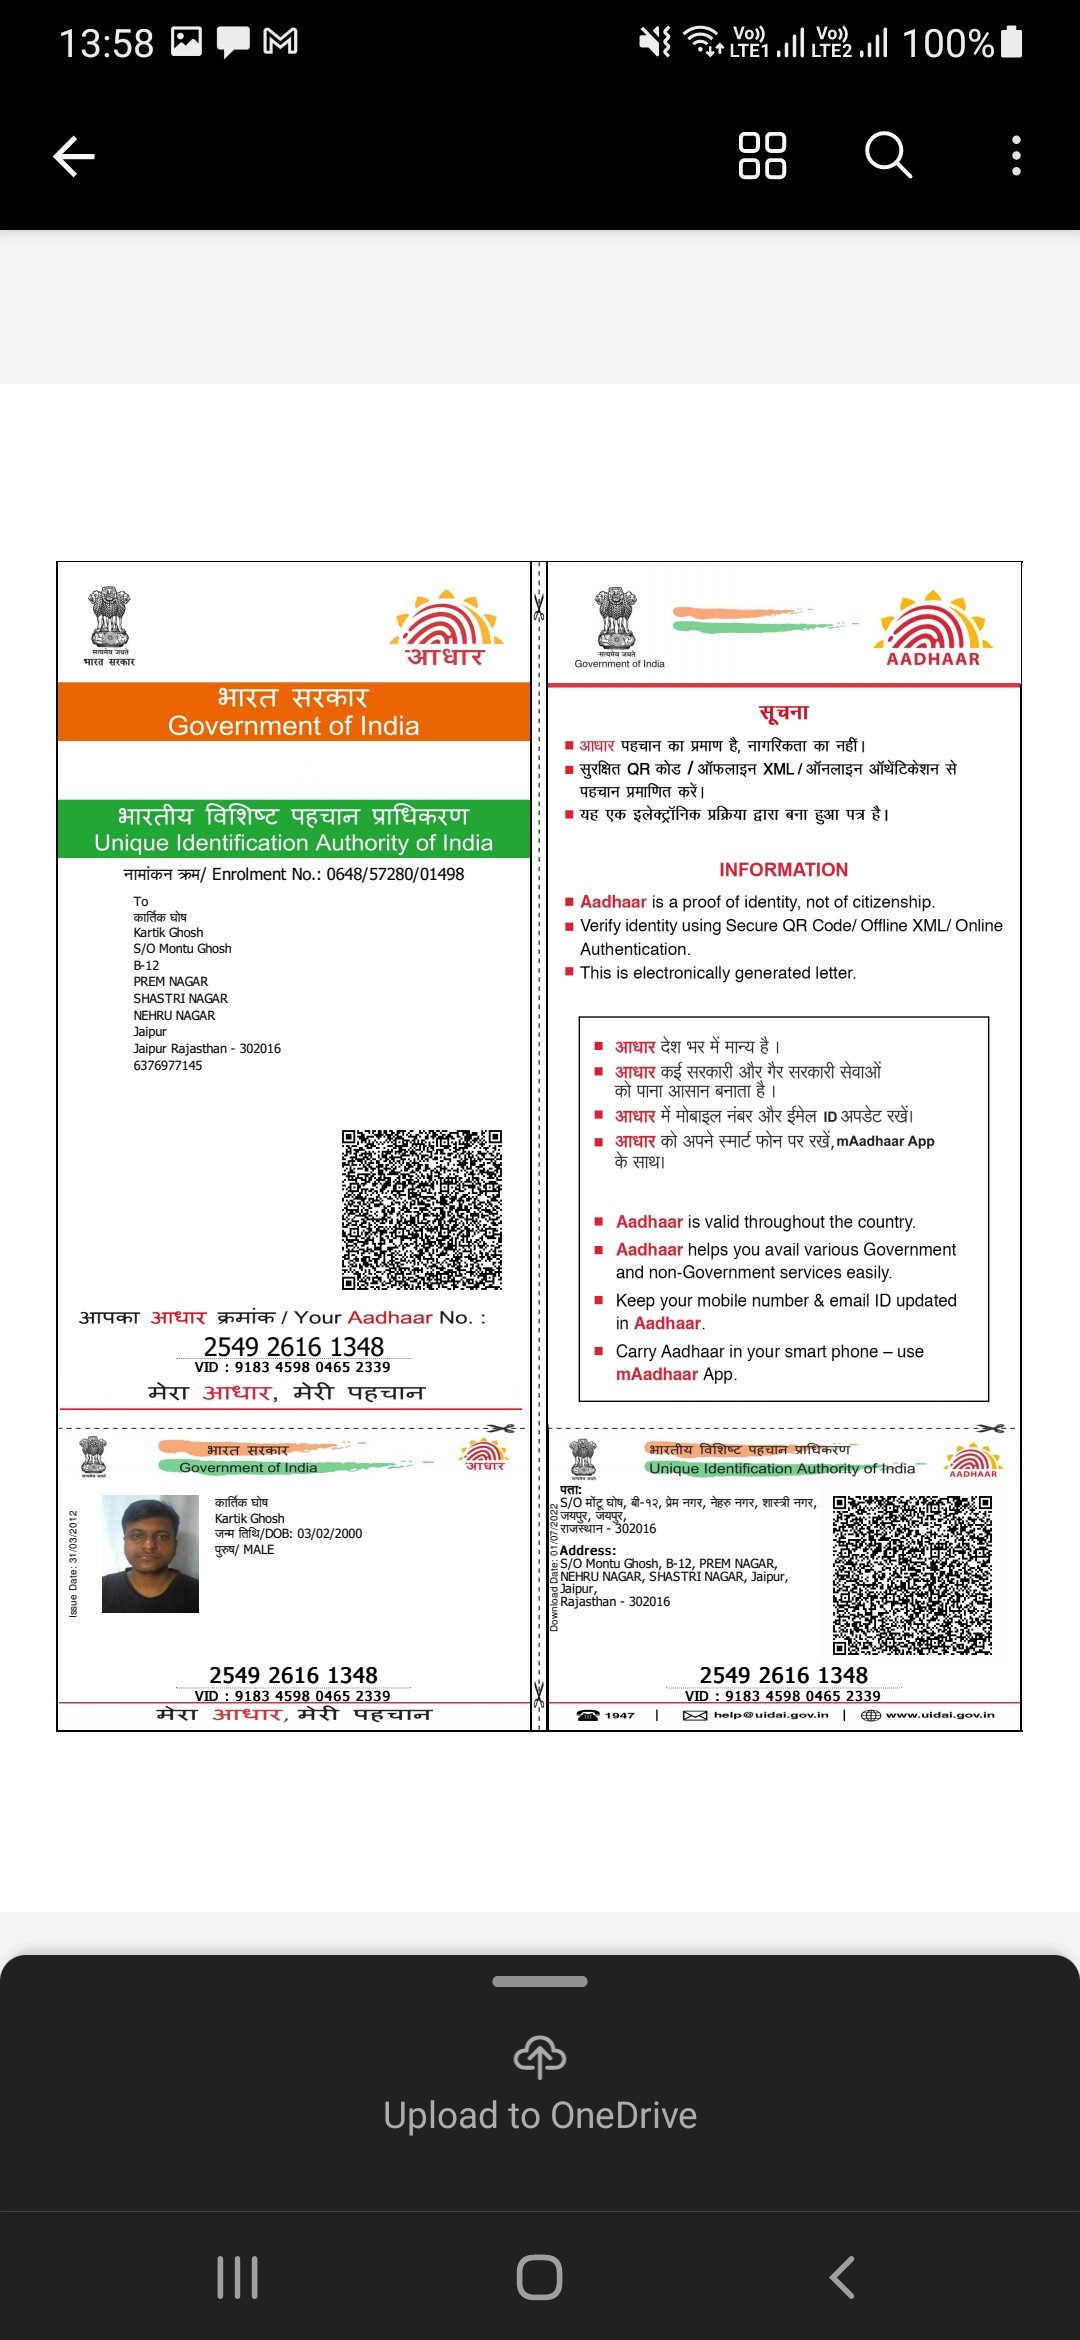 13:58
Vo)) LTE1 Vo)) LTE2 100%
सत्यमेव जयते
भारत सरकार
आधार
भारत सरकार
Government of India
भारतीय विशिष्ट पहचान प्राधिकरण
Unique Identification Authority of India
नामांकन क्रम/ Enrolment No.: 0648/57280/01498
To
कार्तिक घोष
Kartik Ghosh
S/O Montu Ghosh
B-12
PREM NAGAR
SHASTRI NAGAR
NEHRU NAGAR
Jaipur
Jaipur Rajasthan - 302016
6376977145
आपका आधार क्रमांक / Your Aadhaar No. :
2549 2616 1348
VID : 9183 4598 0465 2339
मेरा आधार, मेरी पहचान
सत्यमेव जयते
Government of India
AADHAAR
सूचना
आधार पहचान का प्रमाण है, नागरिकता का नहीं।
सुरक्षित QR कोड / ऑफलाइन XML / ऑनलाइन ऑथेंटिकेशन से
पहचान प्रमाणित करें।
यह एक इलेक्ट्रॉनिक प्रक्रिया द्वारा बना हुआ पत्र है।
INFORMATION
Aadhaar is a proof of identity, not of citizenship.
Verify identity using Secure QR Code/ Offline XML/ Online
Authentication.
This is electronically generated letter.
आधार देश भर में मान्य है ।
आधार कई सरकारी और गैर सरकारी सेवाओं
को पाना आसान बनाता है ।
आधार में मोबाइल नंबर और ईमेल ID अपडेट रखें।
आधार को अपने स्मार्ट फोन पर रखें, mAadhaar App
के साथ।
Aadhaar is valid throughout the country.
Aadhaar helps you avail various Government
and non-Government services easily.
Keep your mobile number & email ID updated
in Aadhaar.
Carry Aadhaar in your smart phone – use
mAadhaar App.
भारत सरकार
Government of India
आधार
Issue Date: 31/03/2012
कार्तिक घोष
Kartik Ghosh
जन्म तिथि/DOB: 03/02/2000
पुरुष/ MALE
2549 2616 1348
VID : 9183 4598 0465 2339
मेरा आधार, मेरी पहचान
भारतीय विशिष्ट पहचान प्राधिकरण
Unique Identification Authority of India
AADHAAR
Download Date: 01/07/2022
पता:
S/O मोंटू घोष, बी-१२, प्रेम नगर, नेहरु नगर, शास्त्री नगर,
जयपुर, जयपुर,
राजस्थान - 302016
Address:
S/O Montu Ghosh, B-12, PREM NAGAR,
NEHRU NAGAR, SHASTRI NAGAR, Jaipur,
Jaipur,
Rajasthan - 302016
2549 2616 1348
VID : 9183 4598 0465 2339
1947 | help@uidai.gov.in | www.uidai.gov.in
Upload to OneDrive